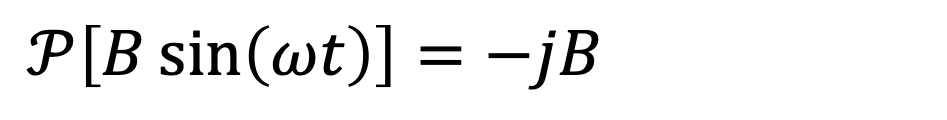 𝒫[B sin(ωt)] = −jB